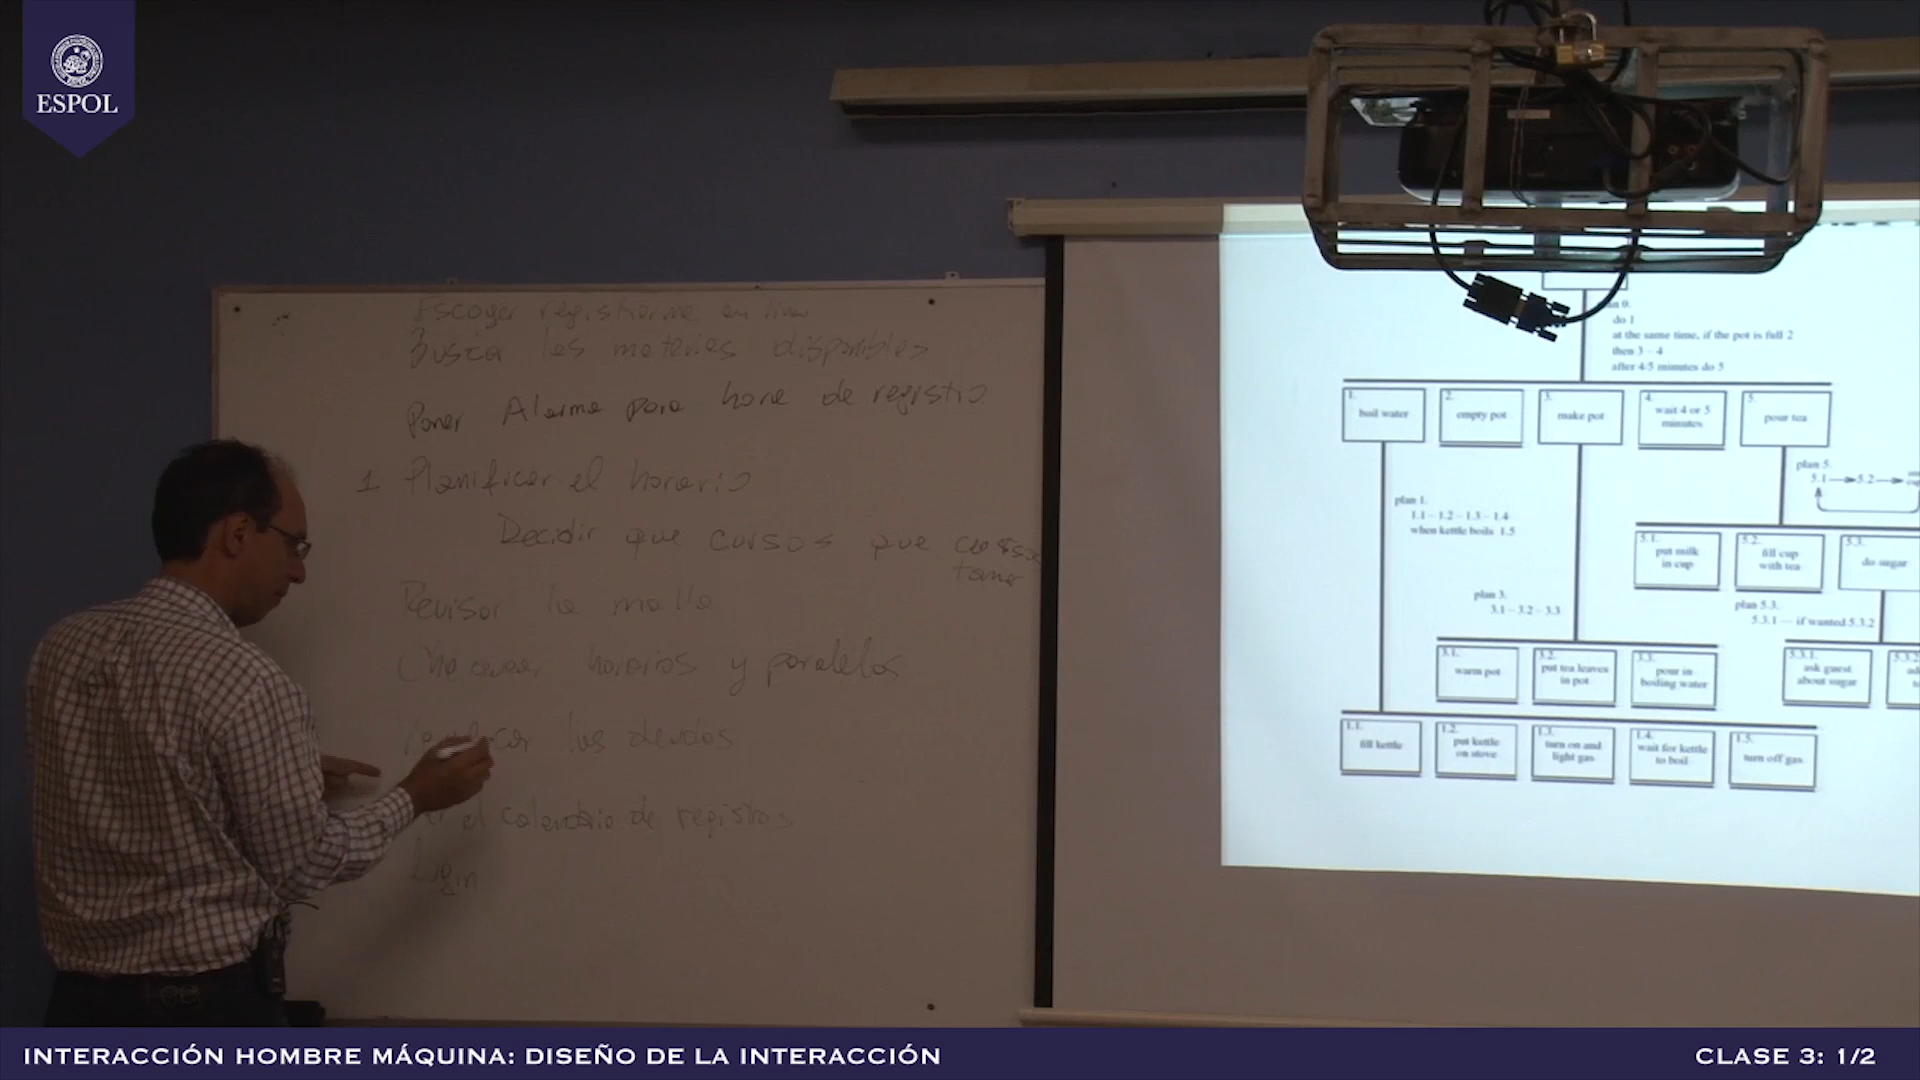 ESPOL
Escoger registrarme en linea
Buscar las materias disponibles
Poner Alarma para hora de registro
1 Planificar el horario
Decidir que cursos que
tomar
Revisar la malla
horarios y paralelos
las deudas
el calendario de registros
Login
plan 0.
do 1
at the same time, if the pot is full 2
then 3 - 4
after 4/5 minutes do 5
1.
boil water
2.
empty pot
3.
make pot
4.
wait 4 or 5
minutes
5.
pour tea
plan 5.
5.1 5.2
plan 1.
1.1 - 1.2 - 1.3 - 1.4
when kettle boils 1.5
5.1.
put milk
in cup
5.2.
fill cup
with tea
5.3.
do sugar
plan 3.
3.1 - 3.2 - 3.3
plan 5.3.
5.3.1 — if wanted 5.3.2
3.1.
warm pot
3.2.
put tea leaves
in pot
3.3.
pour in
boiling water
5.3.1.
ask guest
about sugar
5.3.2
1.1.
fill kettle
1.2.
put kettle
on stove
1.3.
turn on and
light gas
1.4.
wait for kettle
to boil
1.5.
turn off gas
INTERACCIÓN HOMBRE MÁQUINA: DISEÑO DE LA INTERACCIÓN
CLASE 3: 1/2